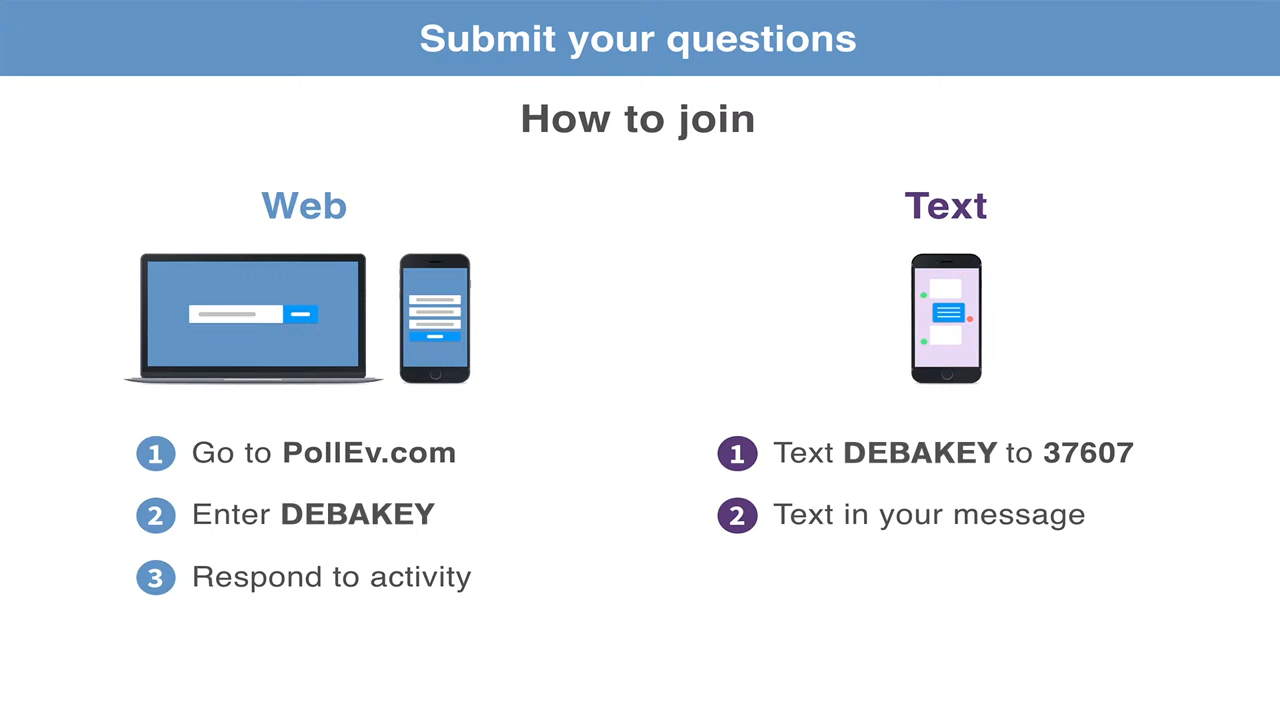 Submit your questions
How to join
Web
1 Go to PollEv.com
2 Enter DEBAKEY
3 Respond to activity
Text
1 Text DEBAKEY to 37607
2 Text in your message